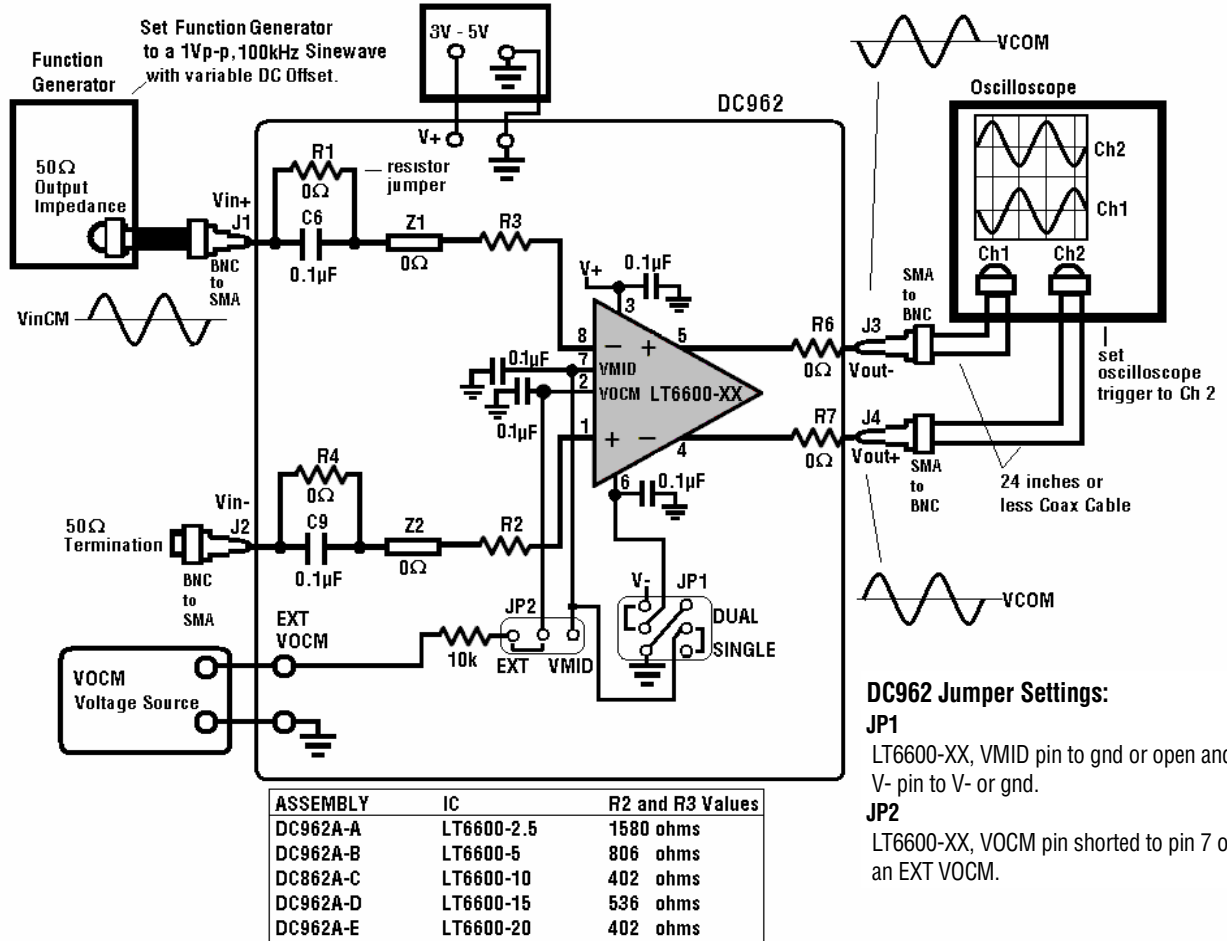 Set Function Generator
to a 1Vp-p, 100kHz Sinewave
with variable DC Offset.
Function
Generator
3V - 5V
VCOM
Oscilloscope
DC962
V+
Ch2
Ch1
Ch1
Ch2
50Ω
Output
Impedance
Vin+
J1
BNC
to
SMA
VinCM
R1
0Ω
resistor
jumper
C6
0.1µF
Z1
0Ω
R3
V+
0.1µF
3
8
7
2
1
5
4
6
− +
VMID
VOCM
LT6600-XX
+ −
0.1µF
0.1µF
0.1µF
R6
0Ω
J3
Vout-
SMA
to
BNC
set
oscilloscope
trigger to Ch 2
R7
0Ω
J4
Vout+
SMA
to
BNC
24 inches or
less Coax Cable
R4
0Ω
Vin-
J2
50Ω
Termination
BNC
to
SMA
C9
0.1µF
Z2
0Ω
R2
VCOM
V-
JP1
DUAL
SINGLE
JP2
EXT
VMID
10k
EXT
VOCM
VOCM
Voltage Source
DC962 Jumper Settings:
JP1
LT6600-XX, VMID pin to gnd or open and
V- pin to V- or gnd.
JP2
LT6600-XX, VOCM pin shorted to pin 7 o
an EXT VOCM.
ASSEMBLY IC R2 and R3 Values
DC962A-A LT6600-2.5 1580 ohms
DC962A-B LT6600-5 806 ohms
DC862A-C LT6600-10 402 ohms
DC962A-D LT6600-15 536 ohms
DC962A-E LT6600-20 402 ohms